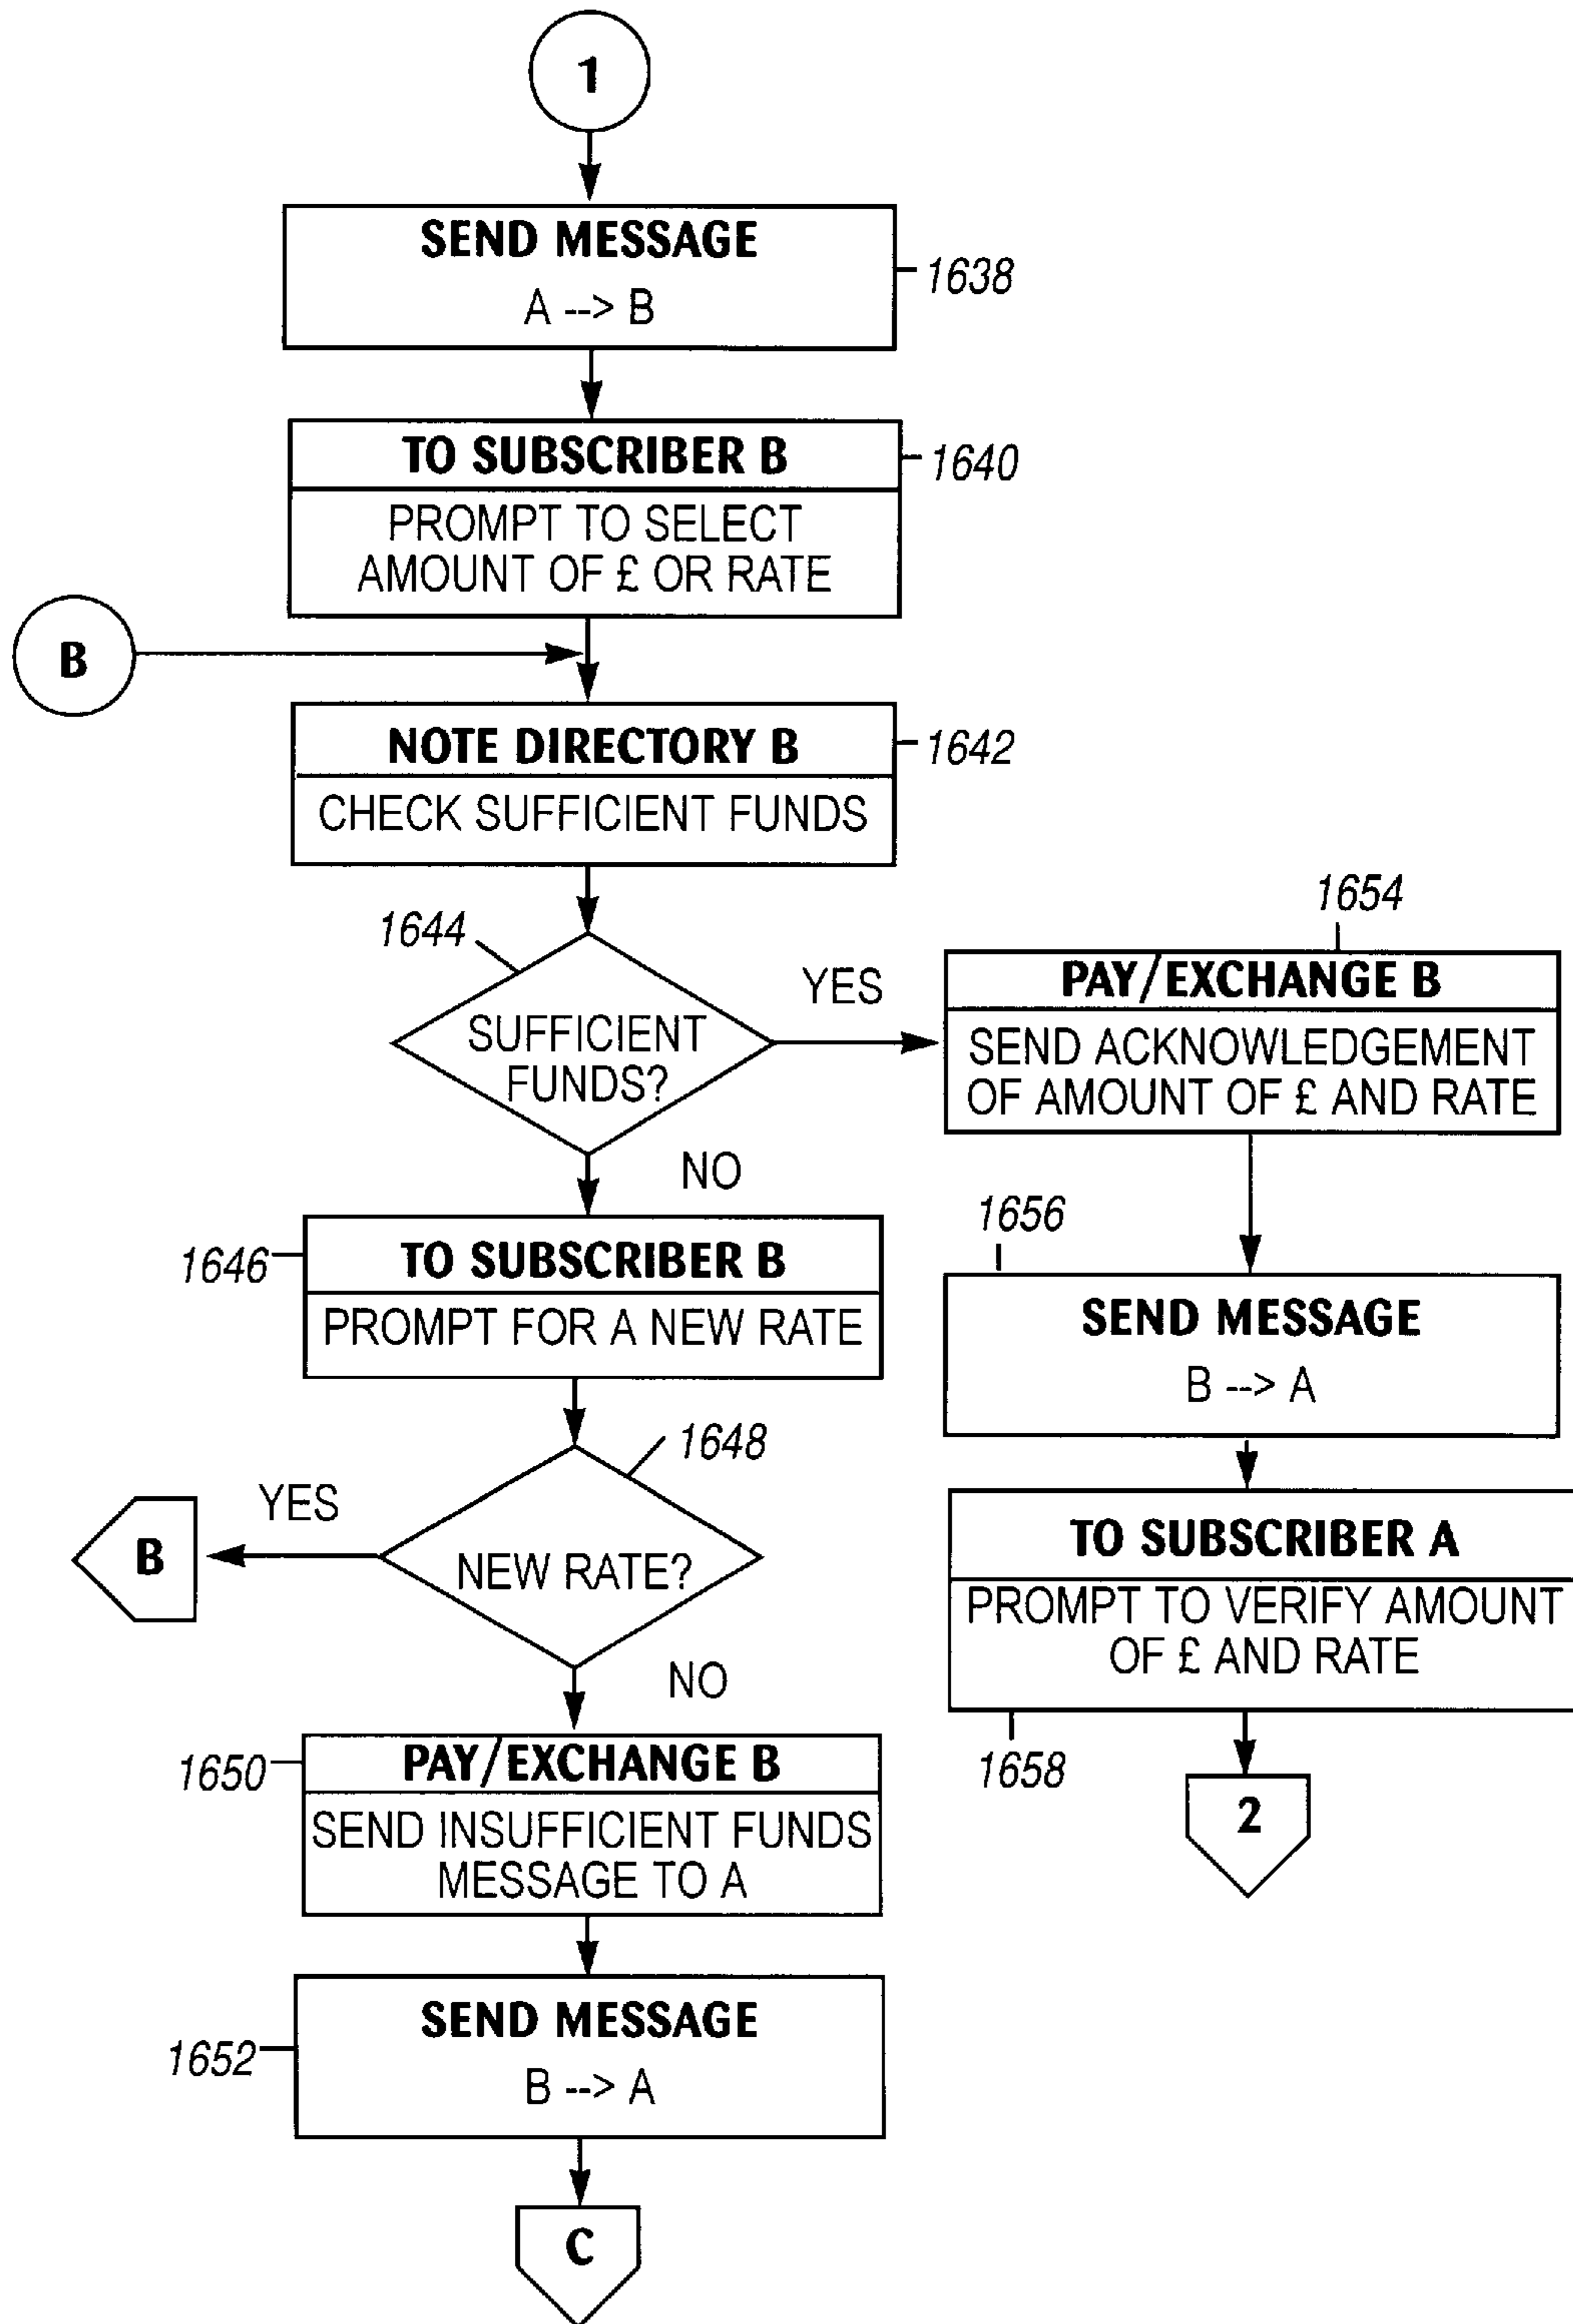 1
SEND MESSAGE
A --> B
1638
TO SUBSCRIBER B
1640
PROMPT TO SELECT
AMOUNT OF £ OR RATE
B
NOTE DIRECTORY B
1642
CHECK SUFFICIENT FUNDS
1644
SUFFICIENT
FUNDS?
YES
NO
1646
TO SUBSCRIBER B
PROMPT FOR A NEW RATE
1648
NEW RATE?
YES
B
NO
1650
PAY/EXCHANGE B
SEND INSUFFICIENT FUNDS
MESSAGE TO A
1652
SEND MESSAGE
B --> A
C
1654
PAY/EXCHANGE B
SEND ACKNOWLEDGEMENT
OF AMOUNT OF £ AND RATE
1656
SEND MESSAGE
B --> A
TO SUBSCRIBER A
PROMPT TO VERIFY AMOUNT
OF £ AND RATE
1658
2